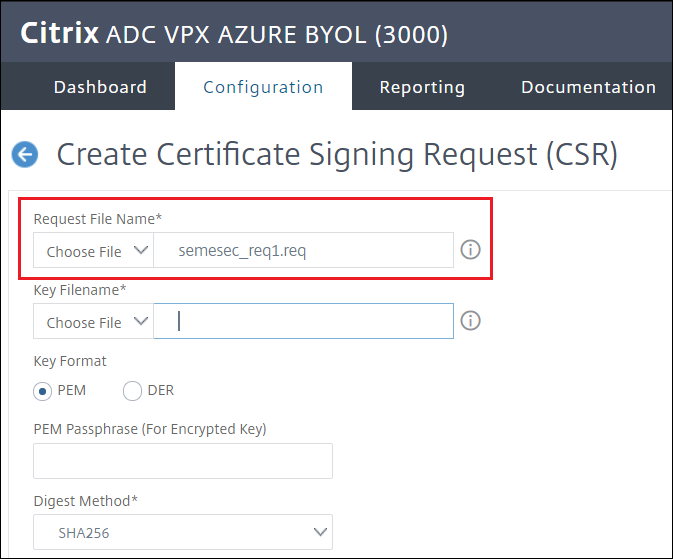 Citrix ADC VPX AZURE BYOL (3000)
Dashboard Configuration Reporting Documentation
Create Certificate Signing Request (CSR)
Request File Name*
Choose File semesec_req1.req
Key Filename*
Choose File
Key Format
PEM DER
PEM Passphrase (For Encrypted Key)
Digest Method*
SHA256